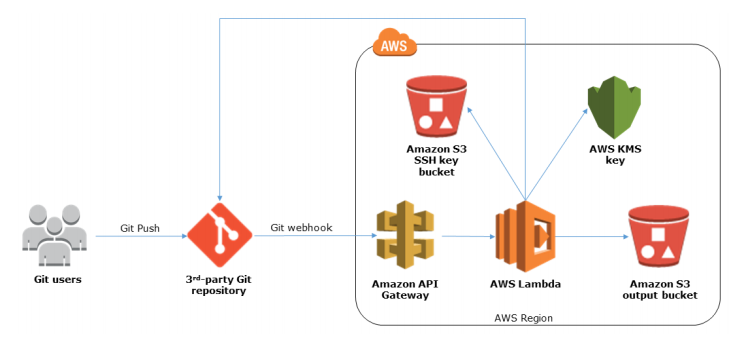 AWS
Amazon S3
SSH key
bucket
AWS KMS
key
Git Push
Git webhook
Git users
3rd-party Git
repository
Amazon API
Gateway
AWS Lambda
Amazon S3
output bucket
AWS Region